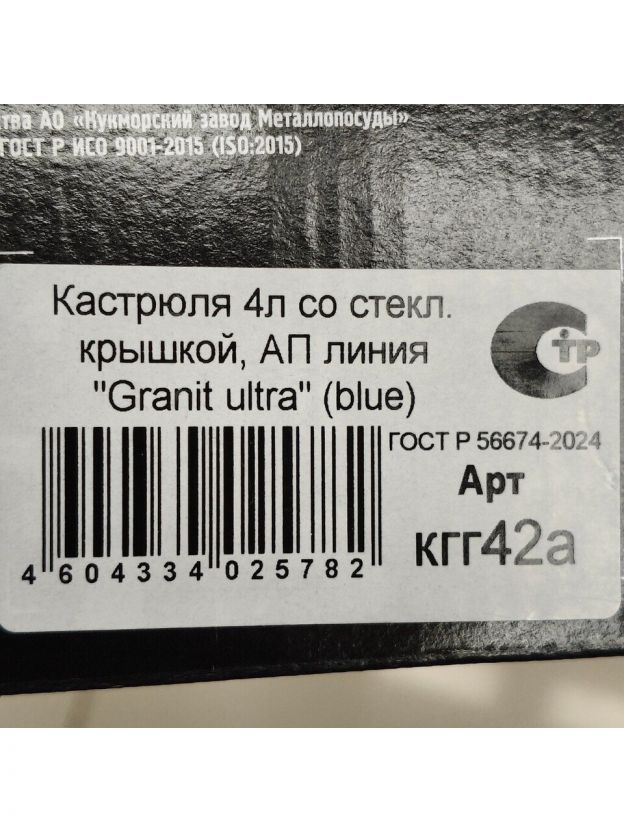 тва АО «Кукморский завод Металлопосуды»
ГОСТ Р ИСО 9001-2015 (ISO:2015)
Кастрюля 4л со стекл.
крышкой, АП линия
"Granit ultra" (blue)
СТР
ГОСТ Р 56674-2024
Арт
кгг42а
4 604334 025782